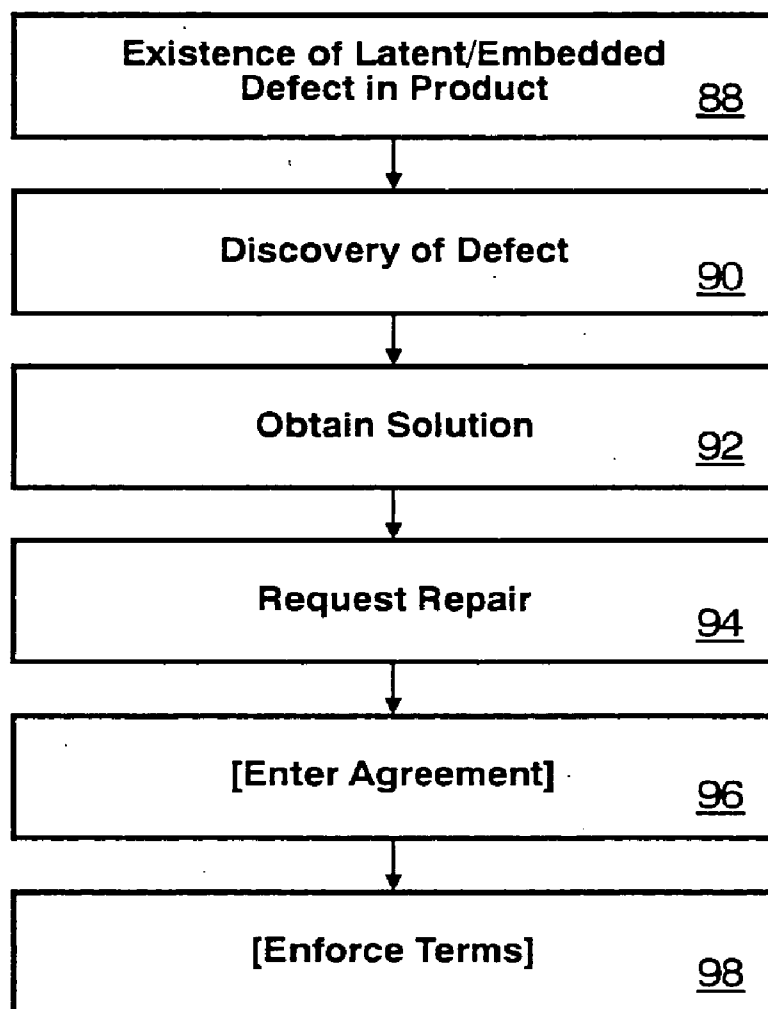 Existence of Latent/Embedded
Defect in Product
88
Discovery of Defect
90
Obtain Solution
92
Request Repair
94
[Enter Agreement]
96
[Enforce Terms]
98